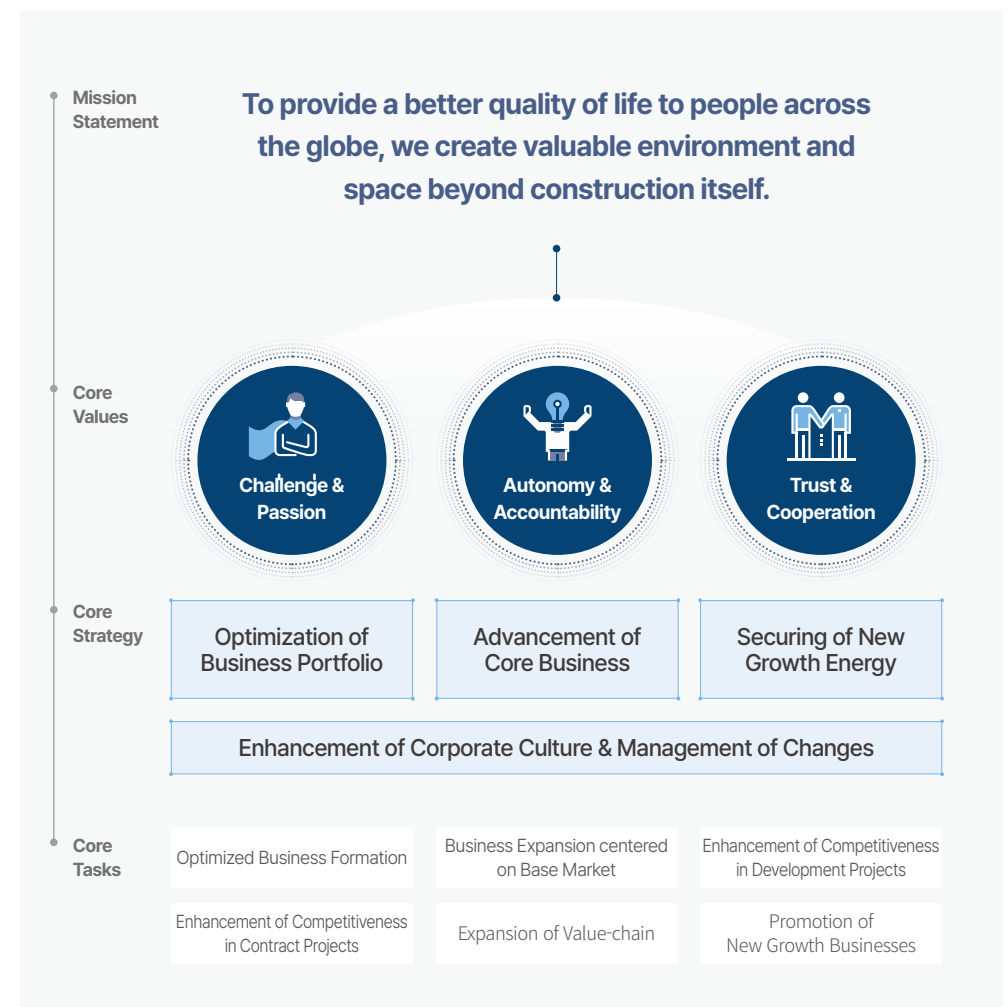 Mission
Statement
To provide a better quality of life to people across
the globe, we create valuable environment and
space beyond construction itself.
Core
Values
Challenge &
Passion
Autonomy &
Accountability
Trust &
Cooperation
Core
Strategy
Optimization of
Business Portfolio
Advancement of
Core Business
Securing of New
Growth Energy
Enhancement of Corporate Culture & Management of Changes
Core
Tasks
Optimized Business Formation
Business Expansion centered
on Base Market
Enhancement of Competitiveness
in Development Projects
Enhancement of Competitiveness
in Contract Projects
Expansion of Value-chain
Promotion of
New Growth Businesses